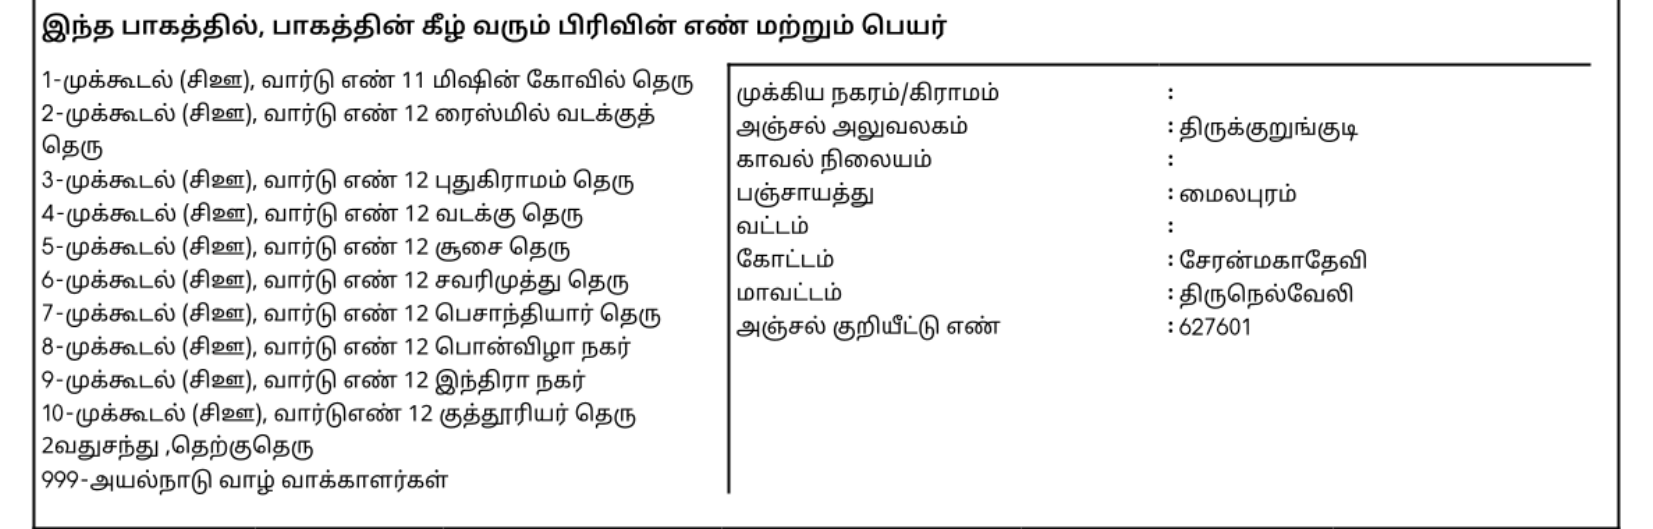 இந்த பாகத்தில், பாகத்தின் கீழ் வரும் பிரிவின் எண் மற்றும் பெயர்
1-முக்கூடல் (சிஊ), வார்டு எண் 11 மிஷின் கோவில் தெரு
2-முக்கூடல் (சிஊ), வார்டு எண் 12 ரைஸ்மில் வடக்குத்
தெரு
3-முக்கூடல் (சிஊ), வார்டு எண் 12 புதுகிராமம் தெரு
4-முக்கூடல் (சிஊ), வார்டு எண் 12 வடக்கு தெரு
5-முக்கூடல் (சிஊ), வார்டு எண் 12 சூசை தெரு
6-முக்கூடல் (சிஊ), வார்டு எண் 12 சவரிமுத்து தெரு
7-முக்கூடல் (சிஊ), வார்டு எண் 12 பெசாந்தியார் தெரு
8-முக்கூடல் (சிஊ), வார்டு எண் 12 பொன்விழா நகர்
9-முக்கூடல் (சிஊ), வார்டு எண் 12 இந்திரா நகர்
10-முக்கூடல் (சிஊ), வார்டுஎண் 12 குத்தூரியர் தெரு
2வதுசந்து ,தெற்குதெரு
999-அயல்நாடு வாழ் வாக்காளர்கள்
முக்கிய நகரம்/கிராமம் :
அஞ்சல் அலுவலகம் : திருக்குறுங்குடி
காவல் நிலையம் :
பஞ்சாயத்து : மைலபுரம்
வட்டம் :
கோட்டம் : சேரன்மகாதேவி
மாவட்டம் : திருநெல்வேலி
அஞ்சல் குறியீட்டு எண் : 627601